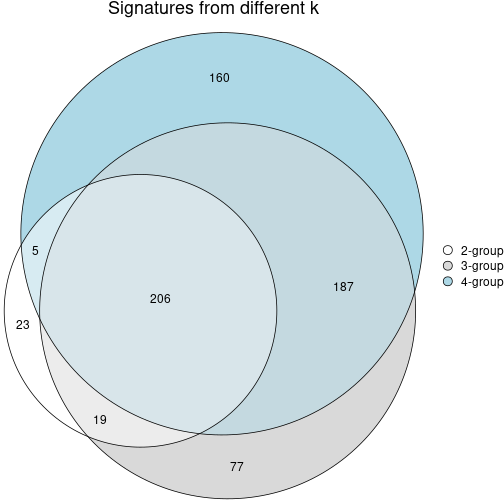 Signatures from different k
160
5
2-group
3-group
4-group
187
206
23
19
77